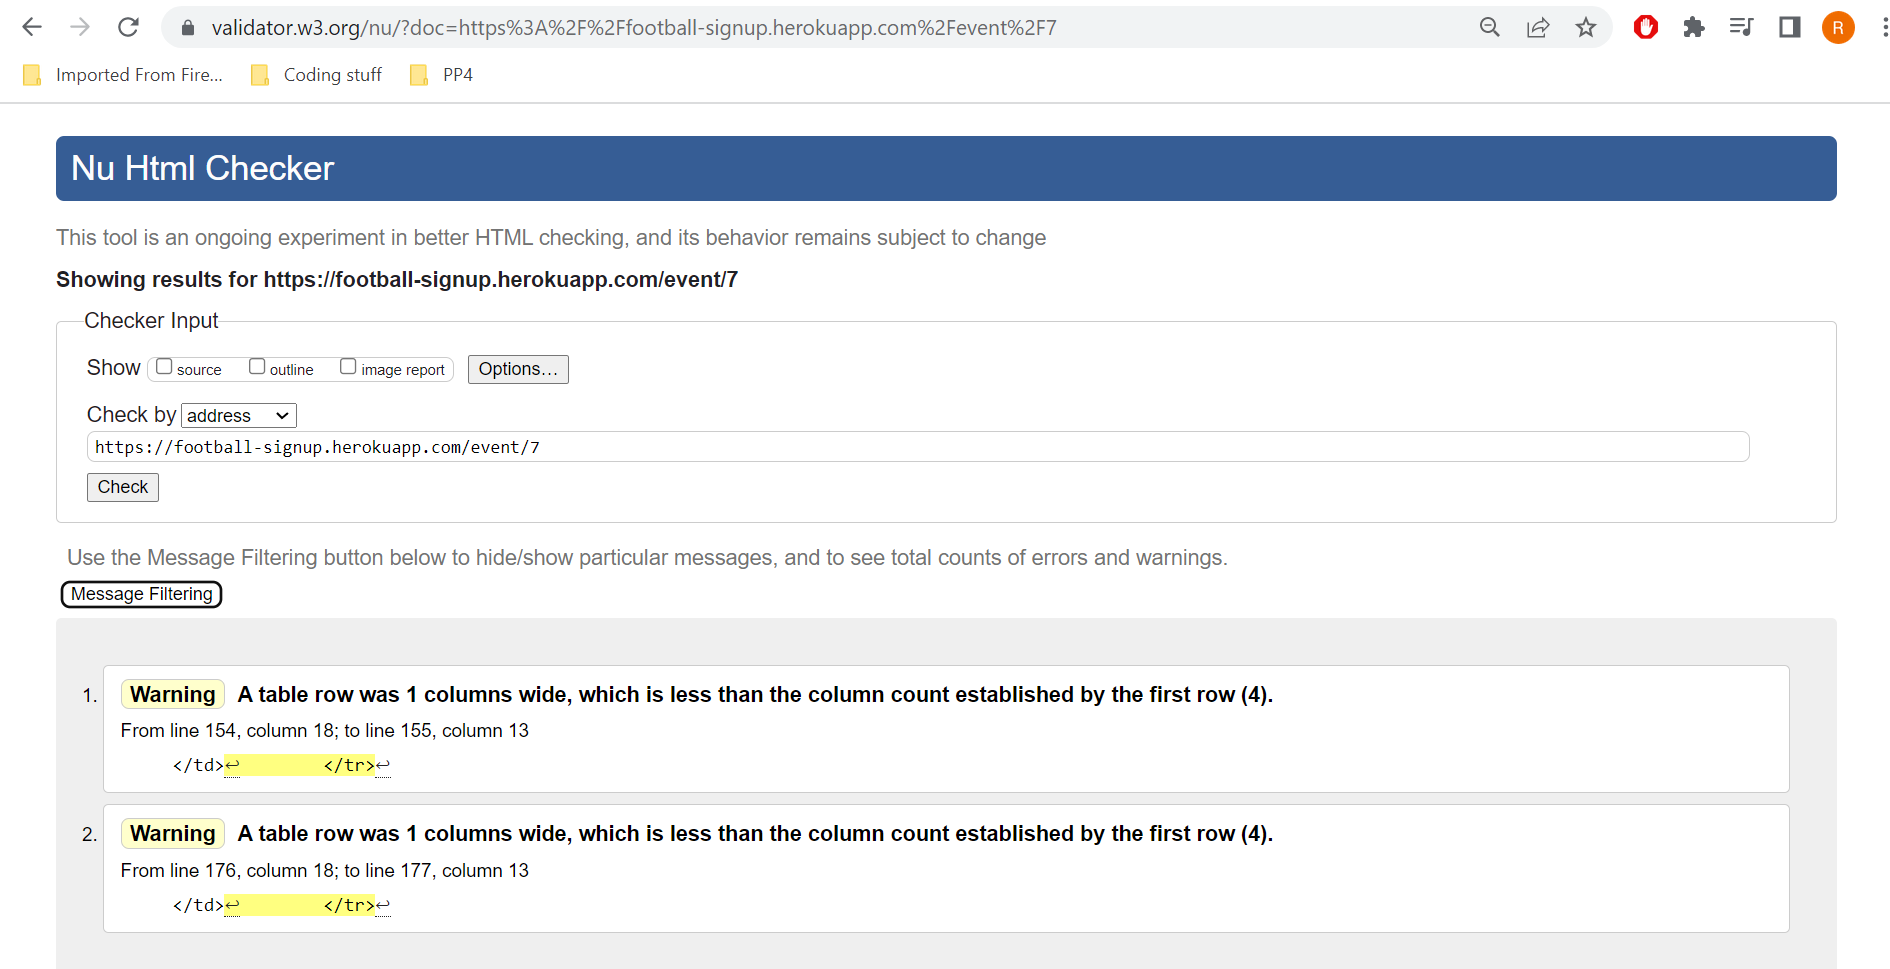 validator.w3.org/nu/?doc=https%3A%2F%2Ffootball-signup.herokuapp.com%2Fevent%2F7
R
Imported From Fire... Coding stuff PP4
Nu Html Checker
This tool is an ongoing experiment in better HTML checking, and its behavior remains subject to change
Showing results for https://football-signup.herokuapp.com/event/7
Checker Input
Show source outline image report Options...
Check by address
https://football-signup.herokuapp.com/event/7
Check
Use the Message Filtering button below to hide/show particular messages, and to see total counts of errors and warnings.
Message Filtering
1. Warning A table row was 1 columns wide, which is less than the column count established by the first row (4).
From line 154, column 18; to line 155, column 13
</td>↩ </tr>↩
2. Warning A table row was 1 columns wide, which is less than the column count established by the first row (4).
From line 176, column 18; to line 177, column 13
</td>↩ </tr>↩